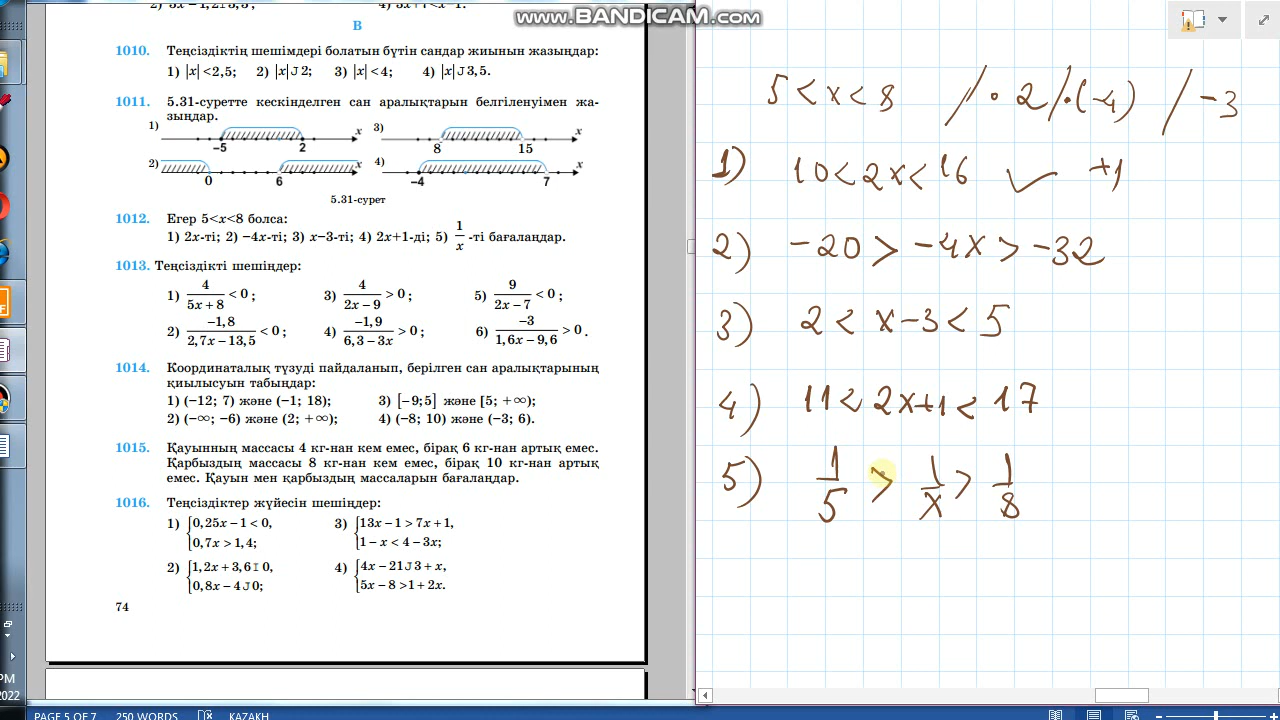 www.BANDICAM.com
В
1010. Теңсіздіктің шешімдері болатын бүтін сандар жиынын жазыңдар:
1) |x| <2,5; 2) |x| J 2; 3) |x| < 4; 4) |x| J 3,5.
1011. 5.31-суретте кескінделген сан аралықтарын белгіленуімен жа-
зыңдар.
1) −5 2 x 3) 8 15 x
2) 0 6 x 4) −4 7 x
5.31-сурет
1012. Егер 5<x<8 болса:
1) 2x-ті; 2) −4x-ті; 3) x−3-ті; 4) 2x+1-ді; 5) 1/x -ті бағалаңдар.
1013. Теңсіздікті шешіңдер:
1) 4/(5x + 8) < 0; 3) 4/(2x − 9) > 0; 5) 9/(2x − 7) < 0;
2) −1,8/(2,7x − 13,5) < 0; 4) −1,9/(6,3 − 3x) > 0; 6) −3/(1,6x − 9,6) > 0.
1014. Координаталық түзуді пайдаланып, берілген сан аралықтарының
қиылысуын табыңдар:
1) (−12; 7) және (−1; 18); 3) [−9;5] және [5; +∞);
2) (−∞; −6) және (2; +∞); 4) (−8; 10) және (−3; 6).
1015. Қауынның массасы 4 кг-нан кем емес, бірақ 6 кг-нан артық емес.
Қарбыздың массасы 8 кг-нан кем емес, бірақ 10 кг-нан артық
емес. Қауын мен қарбыздың массаларын бағалаңдар.
1016. Теңсіздіктер жүйесін шешіңдер:
1) {0,25x − 1 < 0, 3) {13x − 1 > 7x + 1,
0,7x > 1,4; 1 − x < 4 − 3x;
2) {1,2x + 3,6 I 0, 4) {4x − 21 J 3 + x,
0,8x − 4 J 0; 5x − 8 >1 + 2x.
74
5 < x < 8 /· 2 /·(-4) / -3
1) 10 < 2x < 16 ✓ +1
2) -20 > -4x > -32
3) 2 < x-3 < 5
4) 11 < 2x+1 < 17
5) 1/5 > 1/x > 1/8
PM
2022
PAGE 5 OF 7 250 WORDS KAZAKH